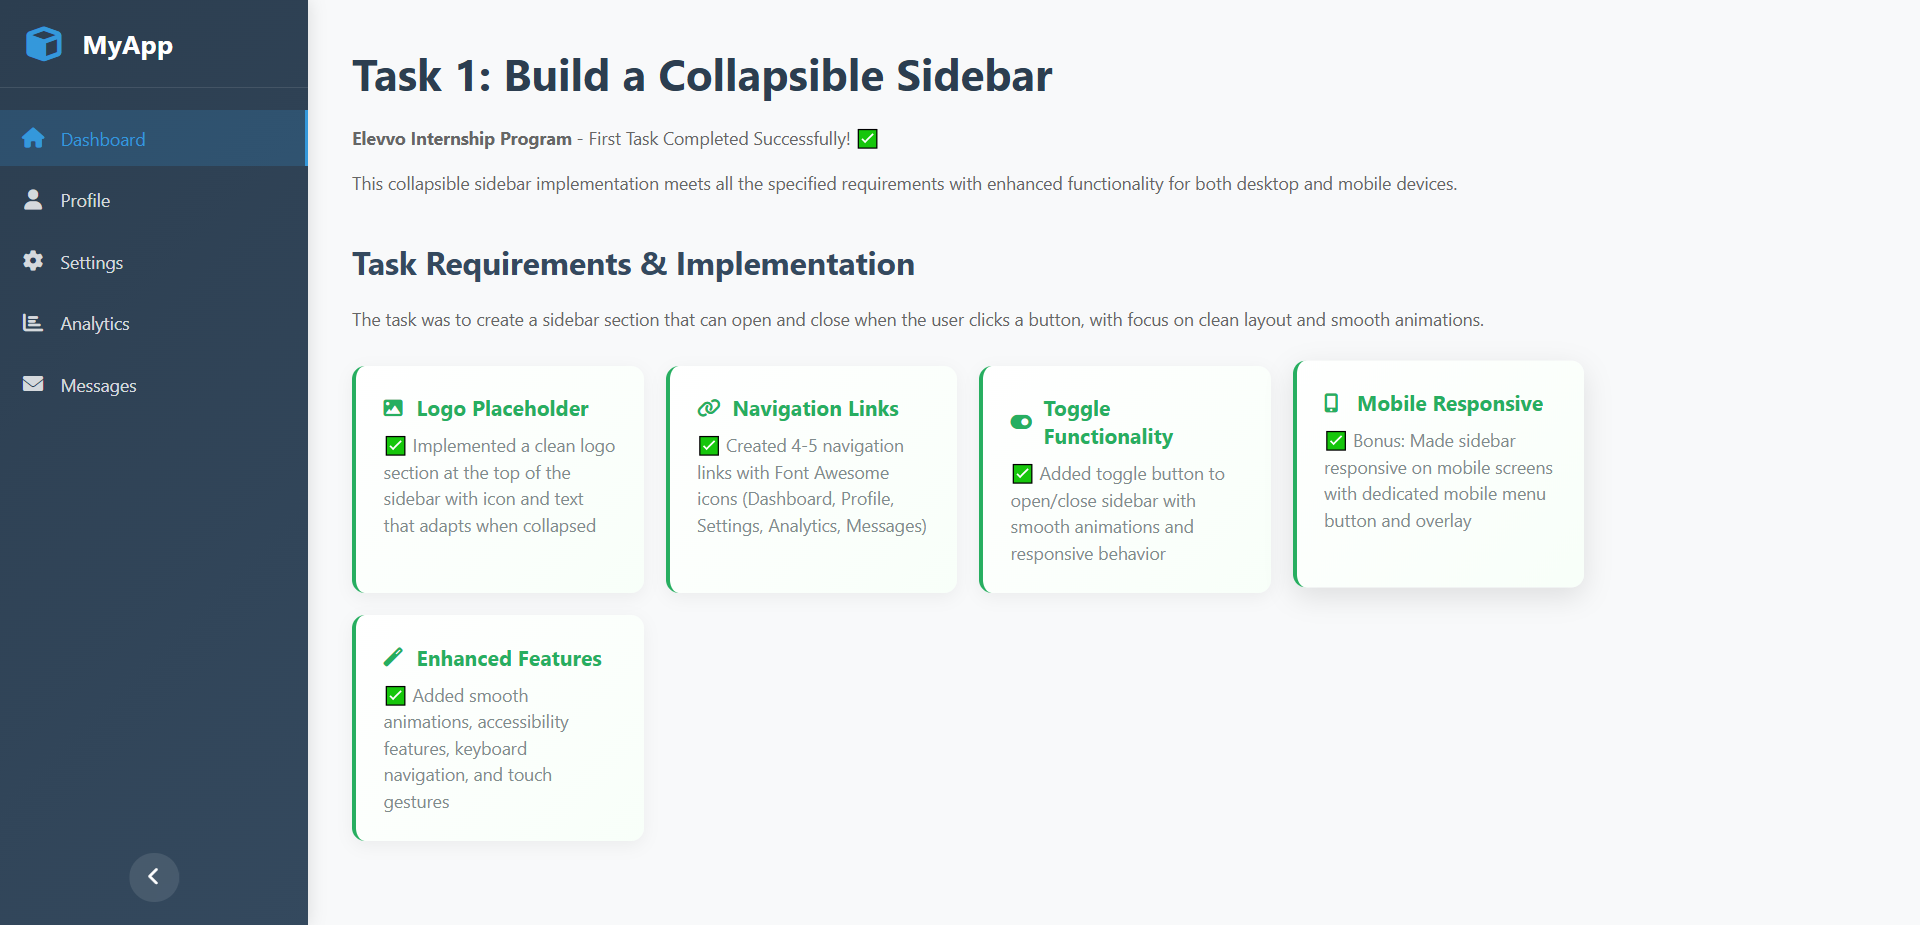 MyApp
Dashboard
Profile
Settings
Analytics
Messages
Task 1: Build a Collapsible Sidebar
Elevvo Internship Program - First Task Completed Successfully! ✅
This collapsible sidebar implementation meets all the specified requirements with enhanced functionality for both desktop and mobile devices.
Task Requirements & Implementation
The task was to create a sidebar section that can open and close when the user clicks a button, with focus on clean layout and smooth animations.
Logo Placeholder
✅ Implemented a clean logo
section at the top of the
sidebar with icon and text
that adapts when collapsed
Navigation Links
✅ Created 4-5 navigation
links with Font Awesome
icons (Dashboard, Profile,
Settings, Analytics, Messages)
Toggle
Functionality
✅ Added toggle button to
open/close sidebar with
smooth animations and
responsive behavior
Mobile Responsive
✅ Bonus: Made sidebar
responsive on mobile screens
with dedicated mobile menu
button and overlay
Enhanced Features
✅ Added smooth
animations, accessibility
features, keyboard
navigation, and touch
gestures